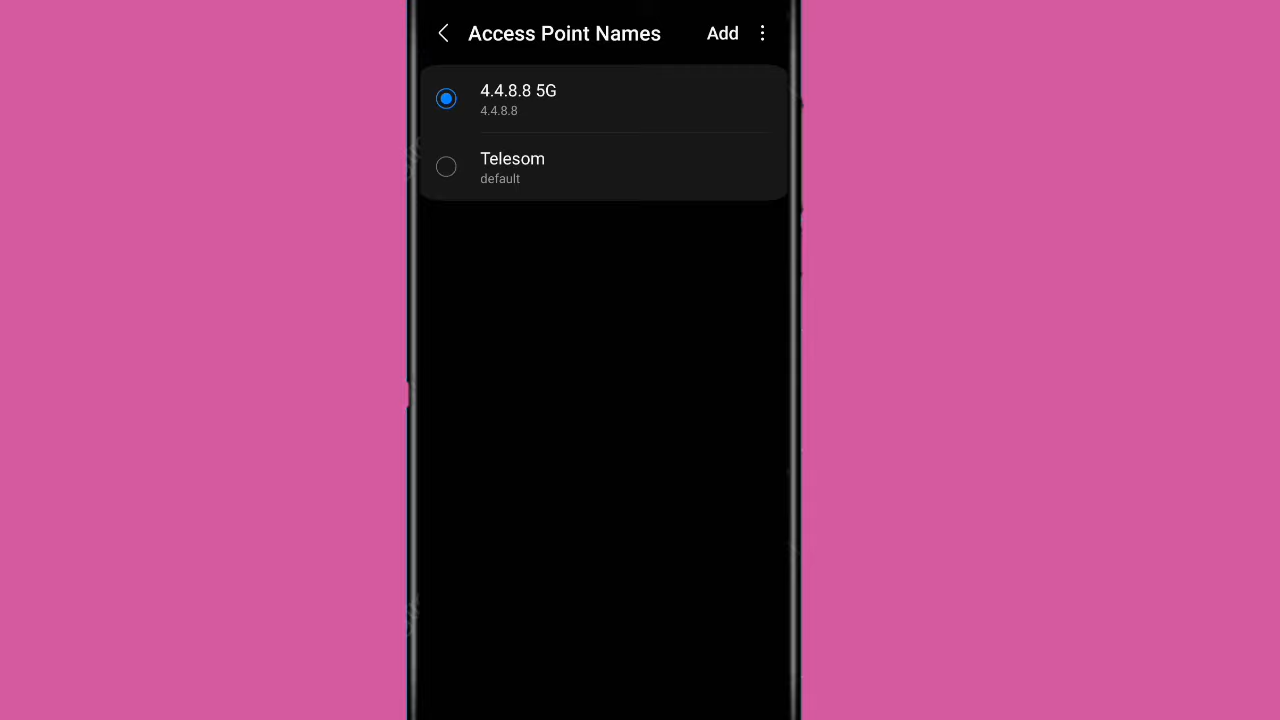 Access Point Names Add
4.4.8.8 5G
4.4.8.8
Telesom
default